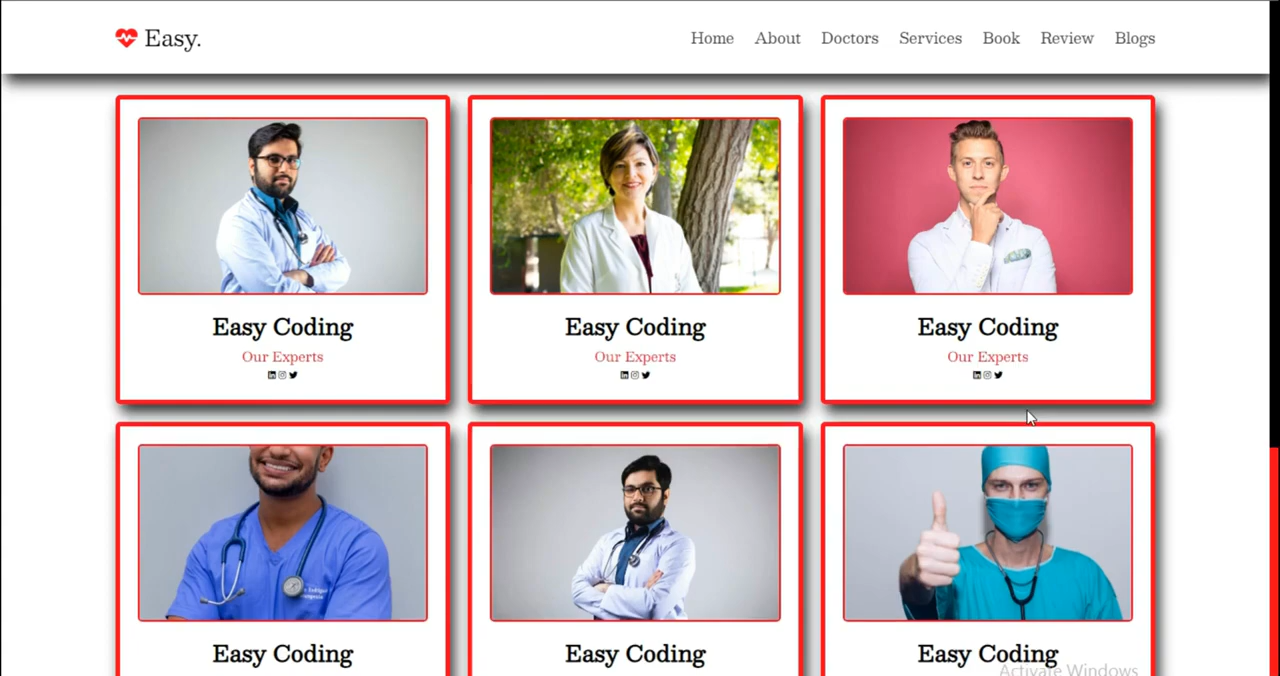 Easy.
Home About Doctors Services Book Review Blogs
Easy Coding
Our Experts
Easy Coding
Our Experts
Easy Coding
Our Experts
Easy Coding
Easy Coding
Easy Coding
Activate Windows